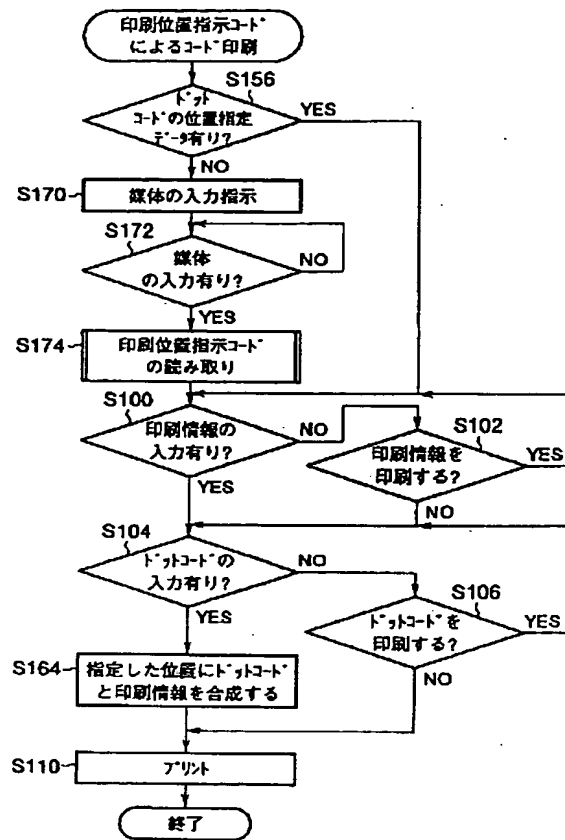 印刷位置指示コード
によるコード印刷
S156
ドット
コードの位置指定
データ有り?
YES
NO
S170
媒体の入力指示
S172
媒体
の入力有り?
NO
YES
S174
印刷位置指示コード
の読み取り
S100
印刷情報の
入力有り?
NO
YES
S102
印刷情報を
印刷する?
YES
NO
S104
ドットコードの
入力有り?
NO
YES
S106
ドットコードを
印刷する?
YES
NO
S164
指定した位置にドットコード
と印刷情報を合成する
S110
プリント
終了